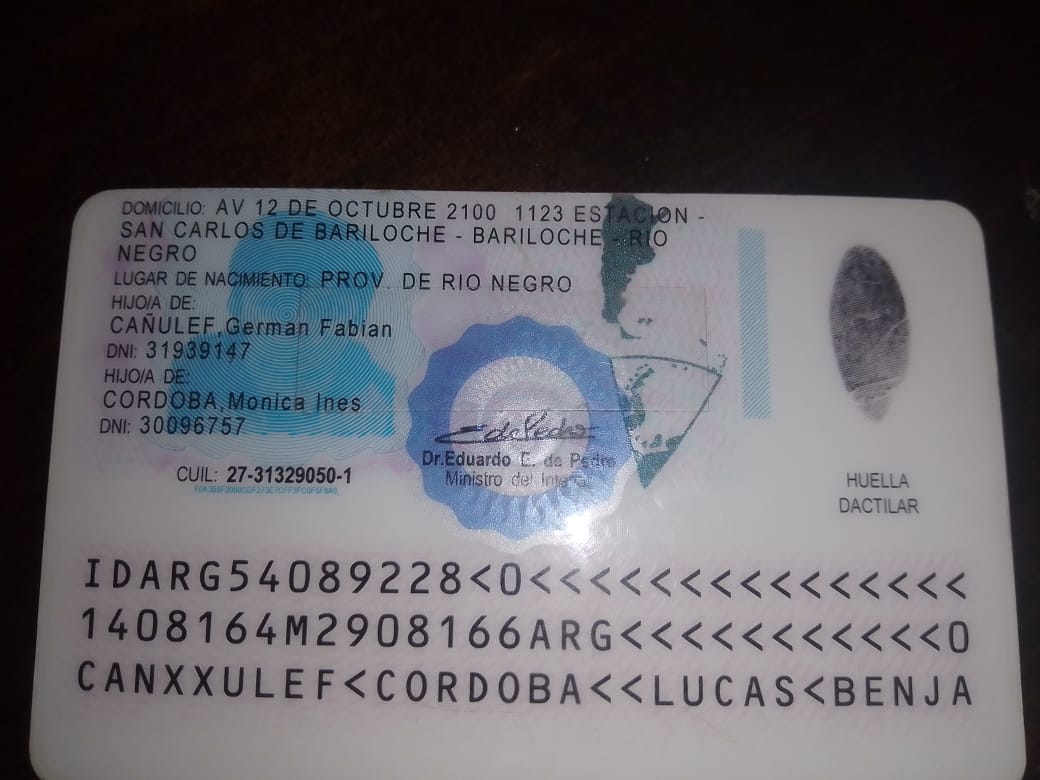 DOMICILIO: AV 12 DE OCTUBRE 2100 1123 ESTACION -
SAN CARLOS DE BARILOCHE - BARILOCHE - RIO
NEGRO
LUGAR DE NACIMIENTO: PROV. DE RIO NEGRO
HIJO/A DE:
CAÑULEF,German Fabian
DNI: 31939147
HIJO/A DE:
CORDOBA,Monica Ines
DNI: 30096757
CUIL: 27-31329050-1
Dr.Eduardo E. de Pedro
Ministro del
HUELLA
DACTILAR
IDARG54089228<0<<<<<<<<<<<<<<<
1408164M2908166ARG<<<<<<<<<<<0
CANXXULEF<CORDOBA<<LUCAS<BENJA